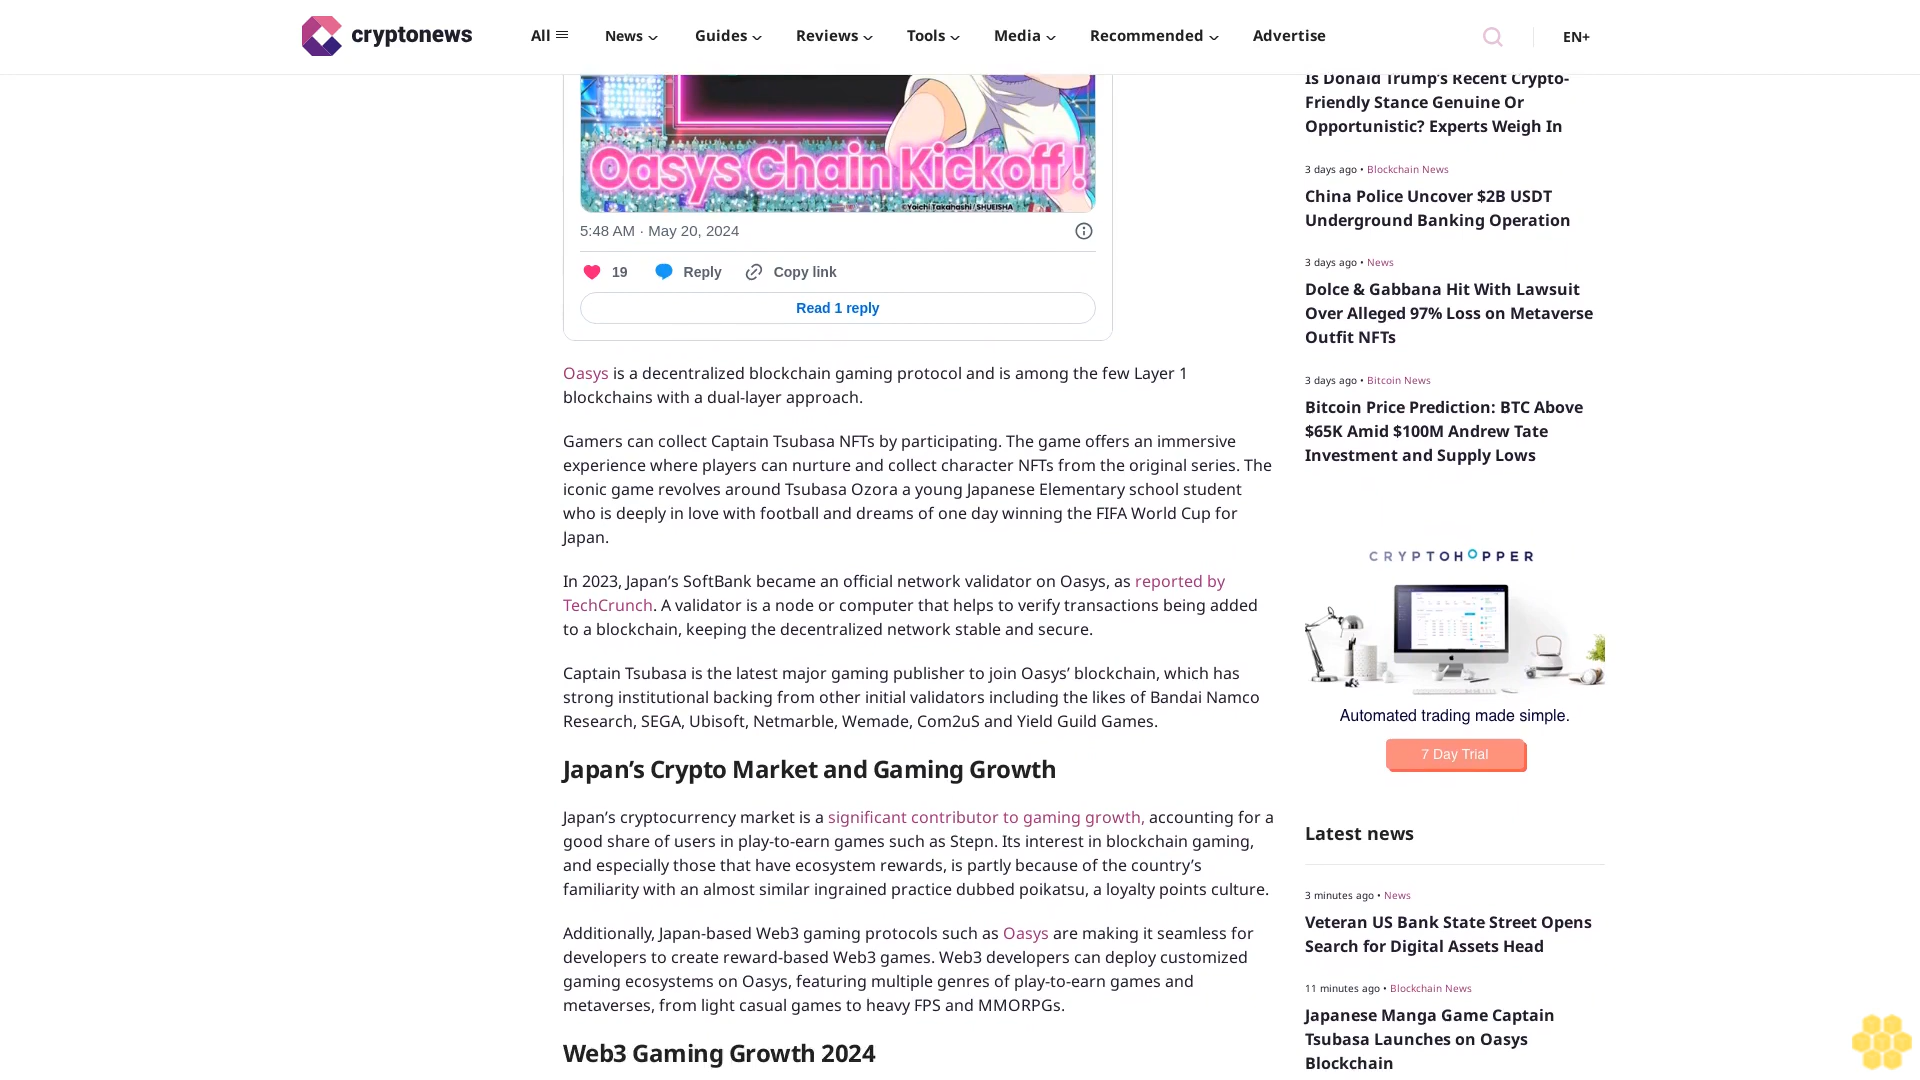 cryptonews
All
News
Guides
Reviews
Tools
Media
Recommended
Advertise
EN+
Oasys Chain Kickoff !
©Yoichi Takahashi / SHUEISHA
5:48 AM · May 20, 2024
19
Reply
Copy link
Read 1 reply
Oasys is a decentralized blockchain gaming protocol and is among the few Layer 1
blockchains with a dual-layer approach.
Gamers can collect Captain Tsubasa NFTs by participating. The game offers an immersive
experience where players can nurture and collect character NFTs from the original series. The
iconic game revolves around Tsubasa Ozora a young Japanese Elementary school student
who is deeply in love with football and dreams of one day winning the FIFA World Cup for
Japan.
In 2023, Japan’s SoftBank became an official network validator on Oasys, as reported by
TechCrunch. A validator is a node or computer that helps to verify transactions being added
to a blockchain, keeping the decentralized network stable and secure.
Captain Tsubasa is the latest major gaming publisher to join Oasys’ blockchain, which has
strong institutional backing from other initial validators including the likes of Bandai Namco
Research, SEGA, Ubisoft, Netmarble, Wemade, Com2uS and Yield Guild Games.
Japan’s Crypto Market and Gaming Growth
Japan’s cryptocurrency market is a significant contributor to gaming growth, accounting for a
good share of users in play-to-earn games such as Stepn. Its interest in blockchain gaming,
and especially those that have ecosystem rewards, is partly because of the country’s
familiarity with an almost similar ingrained practice dubbed poikatsu, a loyalty points culture.
Additionally, Japan-based Web3 gaming protocols such as Oasys are making it seamless for
developers to create reward-based Web3 games. Web3 developers can deploy customized
gaming ecosystems on Oasys, featuring multiple genres of play-to-earn games and
metaverses, from light casual games to heavy FPS and MMORPGs.
Web3 Gaming Growth 2024
Is Donald Trump’s Recent Crypto-
Friendly Stance Genuine Or
Opportunistic? Experts Weigh In
3 days ago • Blockchain News
China Police Uncover $2B USDT
Underground Banking Operation
3 days ago • News
Dolce & Gabbana Hit With Lawsuit
Over Alleged 97% Loss on Metaverse
Outfit NFTs
3 days ago • Bitcoin News
Bitcoin Price Prediction: BTC Above
$65K Amid $100M Andrew Tate
Investment and Supply Lows
CRYPTOHOPPER
Automated trading made simple.
7 Day Trial
Latest news
3 minutes ago • News
Veteran US Bank State Street Opens
Search for Digital Assets Head
11 minutes ago • Blockchain News
Japanese Manga Game Captain
Tsubasa Launches on Oasys
Blockchain